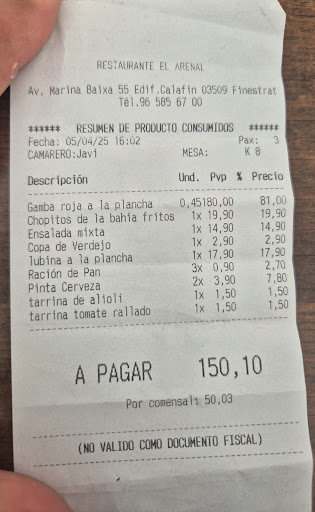 RESTAURANTE EL ARENAL
Av. Marina Baixa 55 Edif.Calafin 03509 Finestrat
Tél.96 585 67 00
****** RESUMEN DE PRODUCTO CONSUMIDOS ******
Fecha: 05/04/25 16:02 Pax: 3
CAMARERO:Javi MESA: K 8
Descripción Und. Pvp % Precio
Gamba roja a la plancha 0,45180,00 81,00
Chopitos de la bahia fritos 1x 19,90 19,90
Ensalada mixta 1x 14,90 14,90
Copa de Verdejo 1x 2,90 2,90
lubina a la plancha 1x 17,90 17,90
Ración de Pan 3x 0,90 2,70
Pinta Cerveza 2x 3,90 7,80
tarrina de alioli 1x 1,50 1,50
tarrina tomate rallado 1x 1,50 1,50
A PAGAR 150,10
Por comensal: 50,03
(NO VALIDO COMO DOCUMENTO FISCAL)